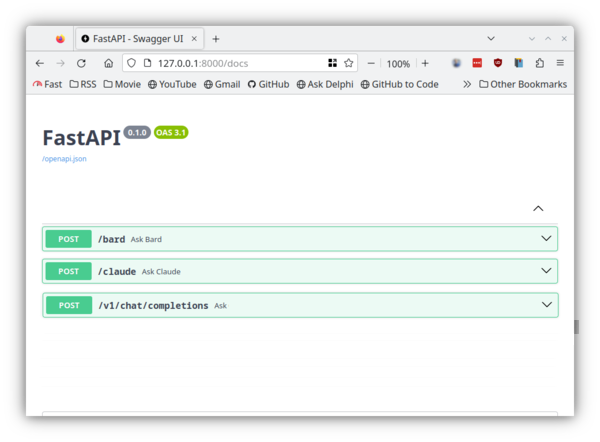 FastAPI - Swagger UI
127.0.0.1:8000/docs
100%
Fast RSS Movie YouTube Gmail GitHub Ask Delphi GitHub to Code Other Bookmarks
FastAPI 0.1.0 OAS 3.1
/openapi.json
POST /bard Ask Bard
POST /claude Ask Claude
POST /v1/chat/completions Ask